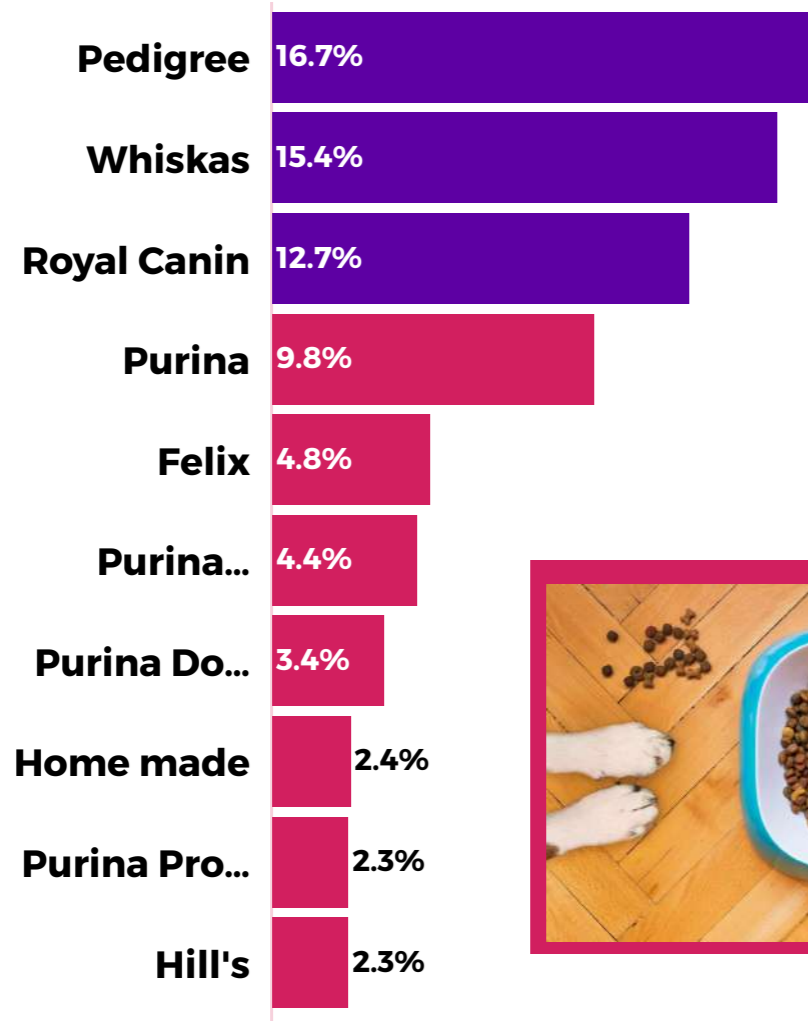 Pedigree 16.7%
Whiskas 15.4%
Royal Canin 12.7%
Purina 9.8%
Felix 4.8%
Purina... 4.4%
Purina Do... 3.4%
Home made 2.4%
Purina Pro... 2.3%
Hill's 2.3%